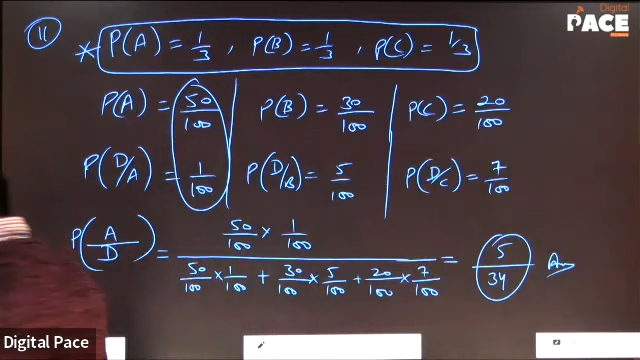 Digital
PACE
11
* P(A) = 1/3 , P(B) = 1/3 , P(C) = 1/3
P(A) = 50/100 | P(B) = 30/100 | P(C) = 20/100
P(D/A) = 1/100 | P(D/B) = 5/100 | P(D/C) = 7/100
P(A/D) = (50/100 × 1/100) / (50/100 × 1/100 + 30/100 × 5/100 + 20/100 × 7/100) = 5/34 Ans
Digital Pace